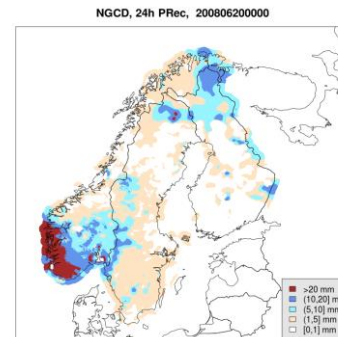 NGCD, 24h PRec, 200806200000
>20 mm
(10,20] m
(5,10] mm
(1,5] mm
[0,1] mm